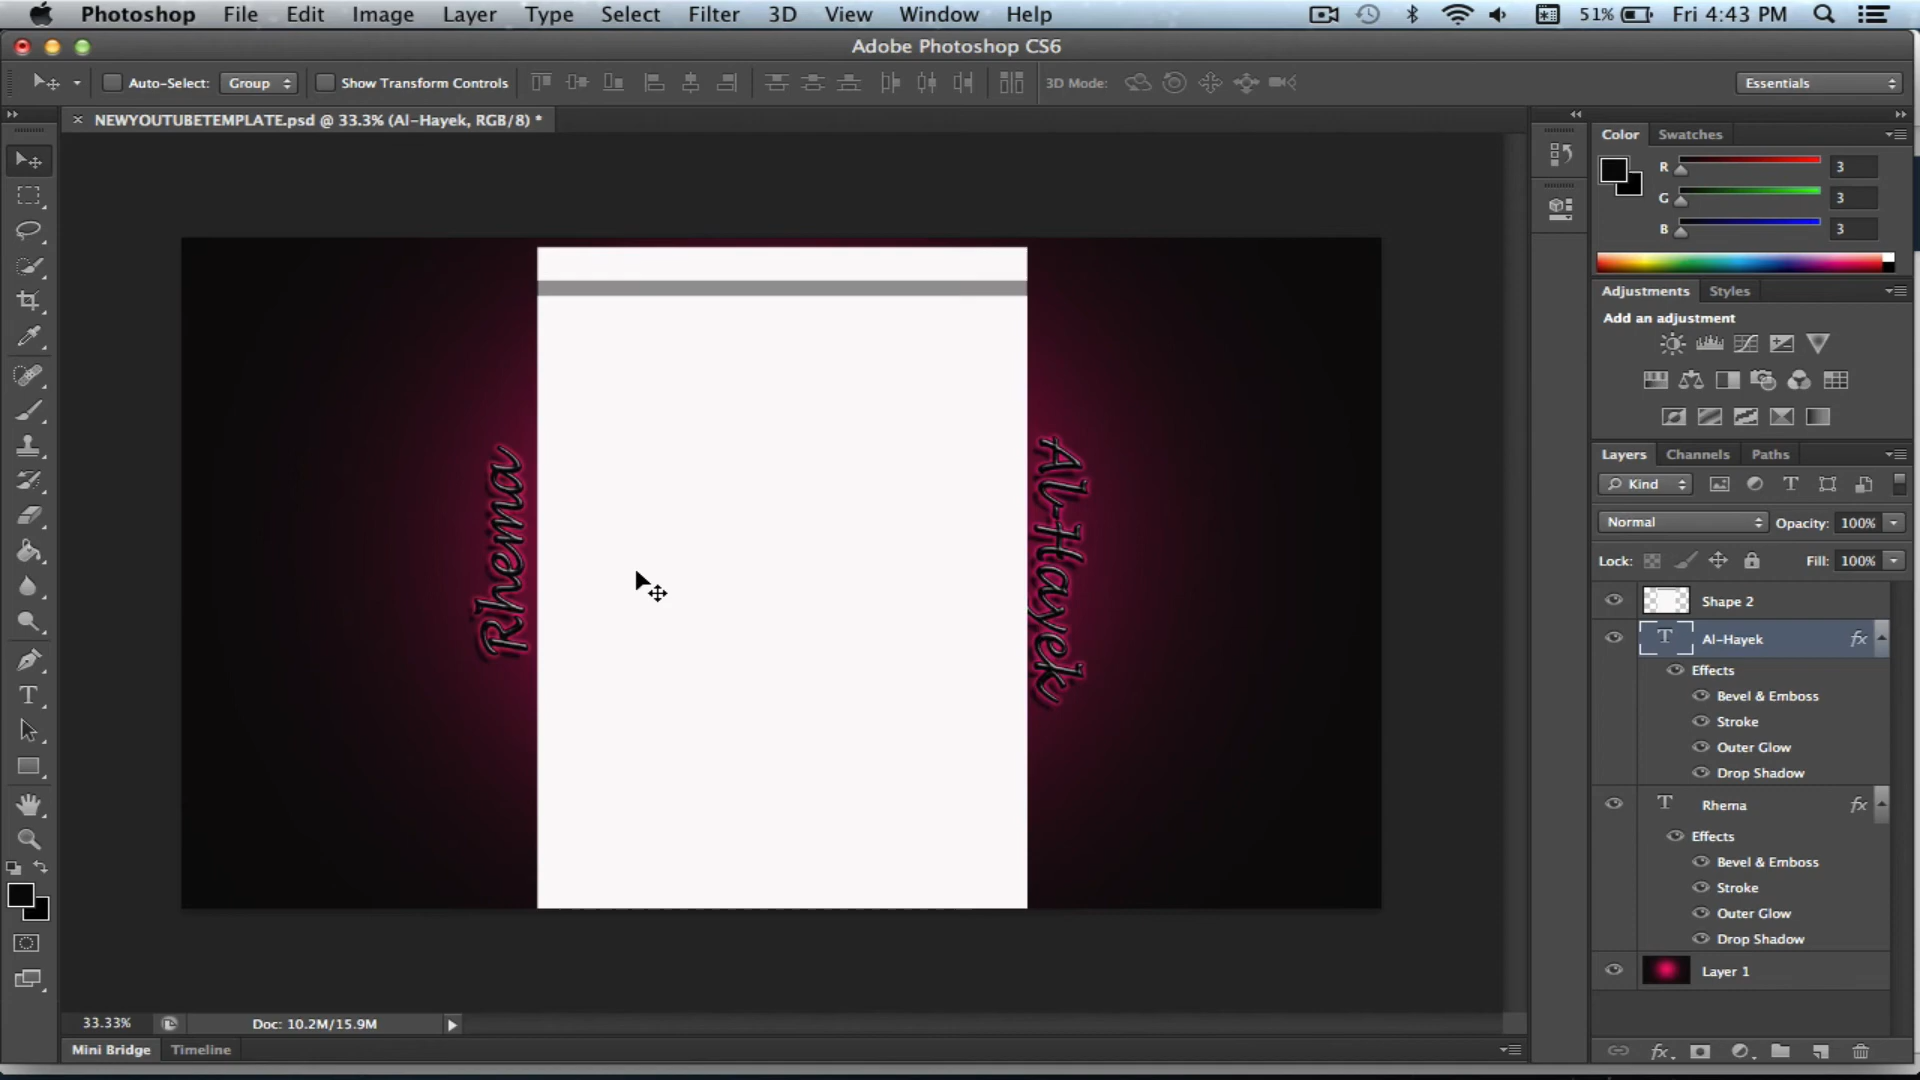 Photoshop File Edit Image Layer Type Select Filter 3D View Window Help 51% Fri 4:43 PM
Adobe Photoshop CS6
Auto-Select: Group Show Transform Controls 3D Mode: Essentials
NEWYOUTUBETEMPLATE.psd @ 33.3% (Al-Hayek, RGB/8) *
Color Swatches
R 3
G 3
B 3
Adjustments Styles
Add an adjustment
Layers Channels Paths
Kind
Normal Opacity: 100%
Lock: Fill: 100%
Shape 2
Al-Hayek fx
Effects
Bevel & Emboss
Stroke
Outer Glow
Drop Shadow
Rhema fx
Effects
Bevel & Emboss
Stroke
Outer Glow
Drop Shadow
Layer 1
Rhema
Al-Hayek
33.33% Doc: 10.2M/15.9M
Mini Bridge Timeline
fx